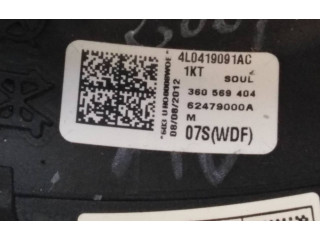 4L0419091AC
1KT SOUL
360 569 404
62479000A
M
07S(WDF)
08/08/2012